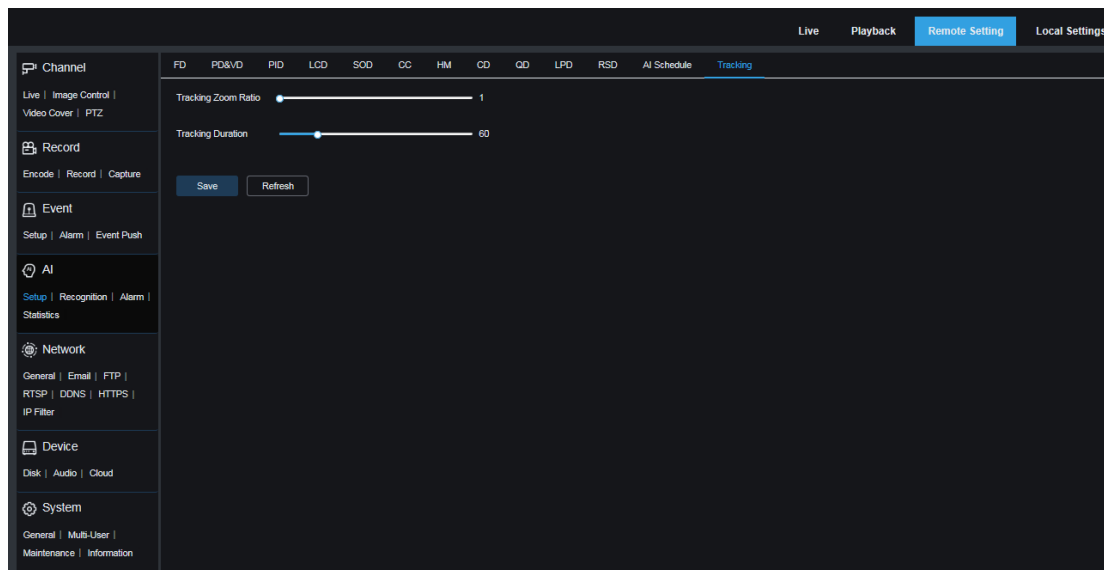 Live Playback Remote Setting Local Settings
Channel
Live | Image Control |
Video Cover | PTZ
Record
Encode | Record | Capture
Event
Setup | Alarm | Event Push
AI
Setup | Recognition | Alarm |
Statistics
Network
General | Email | FTP |
RTSP | DDNS | HTTPS |
IP Filter
Device
Disk | Audio | Cloud
System
General | Multi-User |
Maintenance | Information
FD PD&VD PID LCD SOD CC HM CD QD LPD RSD AI Schedule Tracking
Tracking Zoom Ratio 1
Tracking Duration 60
Save Refresh